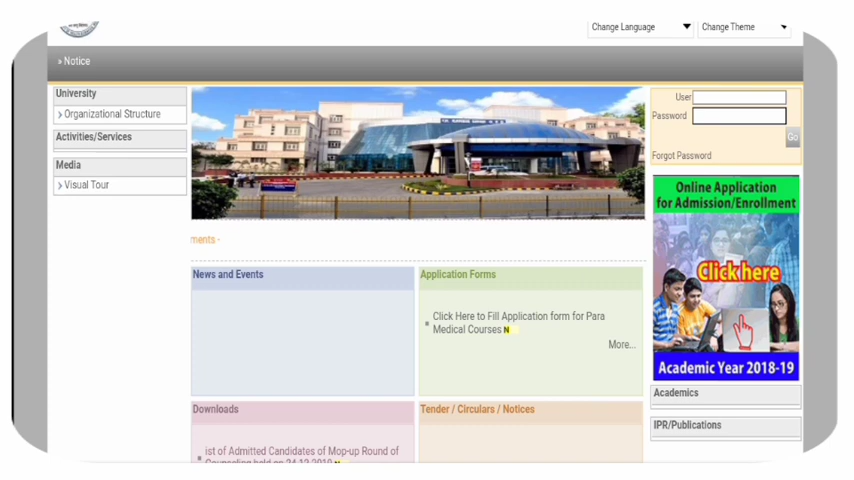 Change Language
Change Theme
» Notice
University
> Organizational Structure
Activities/Services
Media
> Visual Tour
User
Password
Go
Forgot Password
Online Application
for Admission/Enrollment
Click here
Academic Year 2018-19
ments -
News and Events
Application Forms
Click Here to Fill Application form for Para
Medical Courses N
More...
Academics
IPR/Publications
Downloads
Tender / Circulars / Notices
ist of Admitted Candidates of Mop-up Round of
Counseling held on